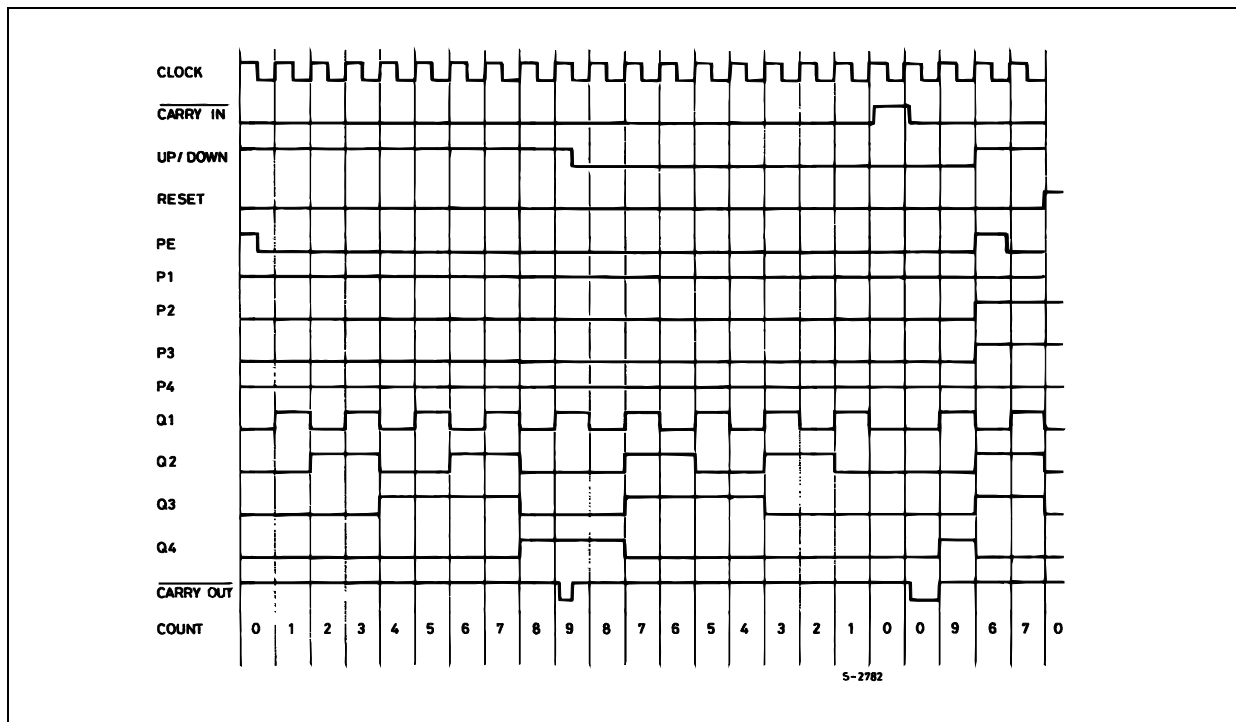 CLOCK
CARRY IN
UP/DOWN
RESET
PE
P1
P2
P3
P4
Q1
Q2
Q3
Q4
CARRY OUT
COUNT 0 1 2 3 4 5 6 7 8 9 8 7 6 5 4 3 2 1 0 0 9 6 7 0
S-2782